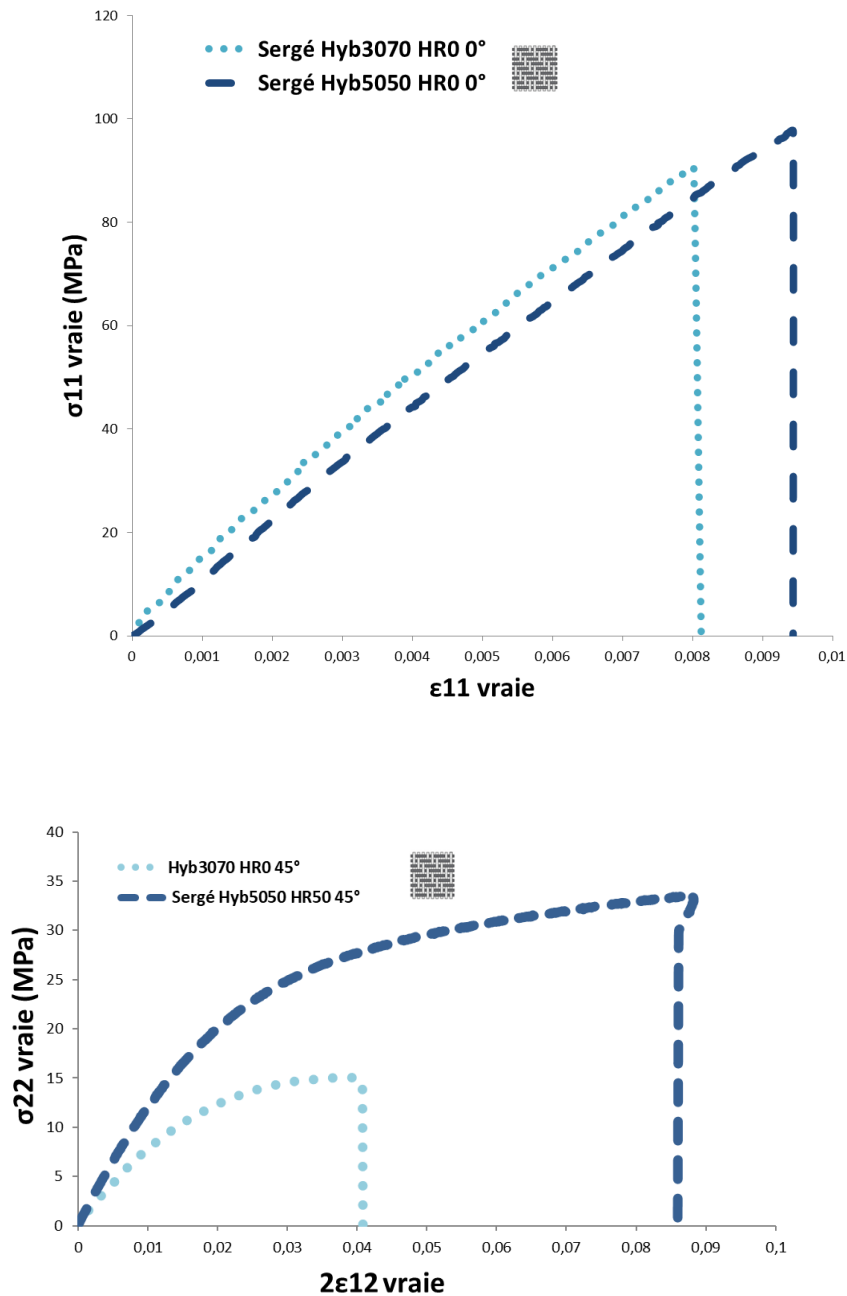 120
100
80
60
40
20
0
σ11 vraie (MPa)
Sergé Hyb3070 HR0 0°
Sergé Hyb5050 HR0 0°
0 0,001 0,002 0,003 0,004 0,005 0,006 0,007 0,008 0,009 0,01
ε11 vraie
40
35
30
25
20
15
10
5
0
σ22 vraie (MPa)
Hyb3070 HR0 45°
Sergé Hyb5050 HR50 45°
0 0,01 0,02 0,03 0,04 0,05 0,06 0,07 0,08 0,09 0,1
2ε12 vraie